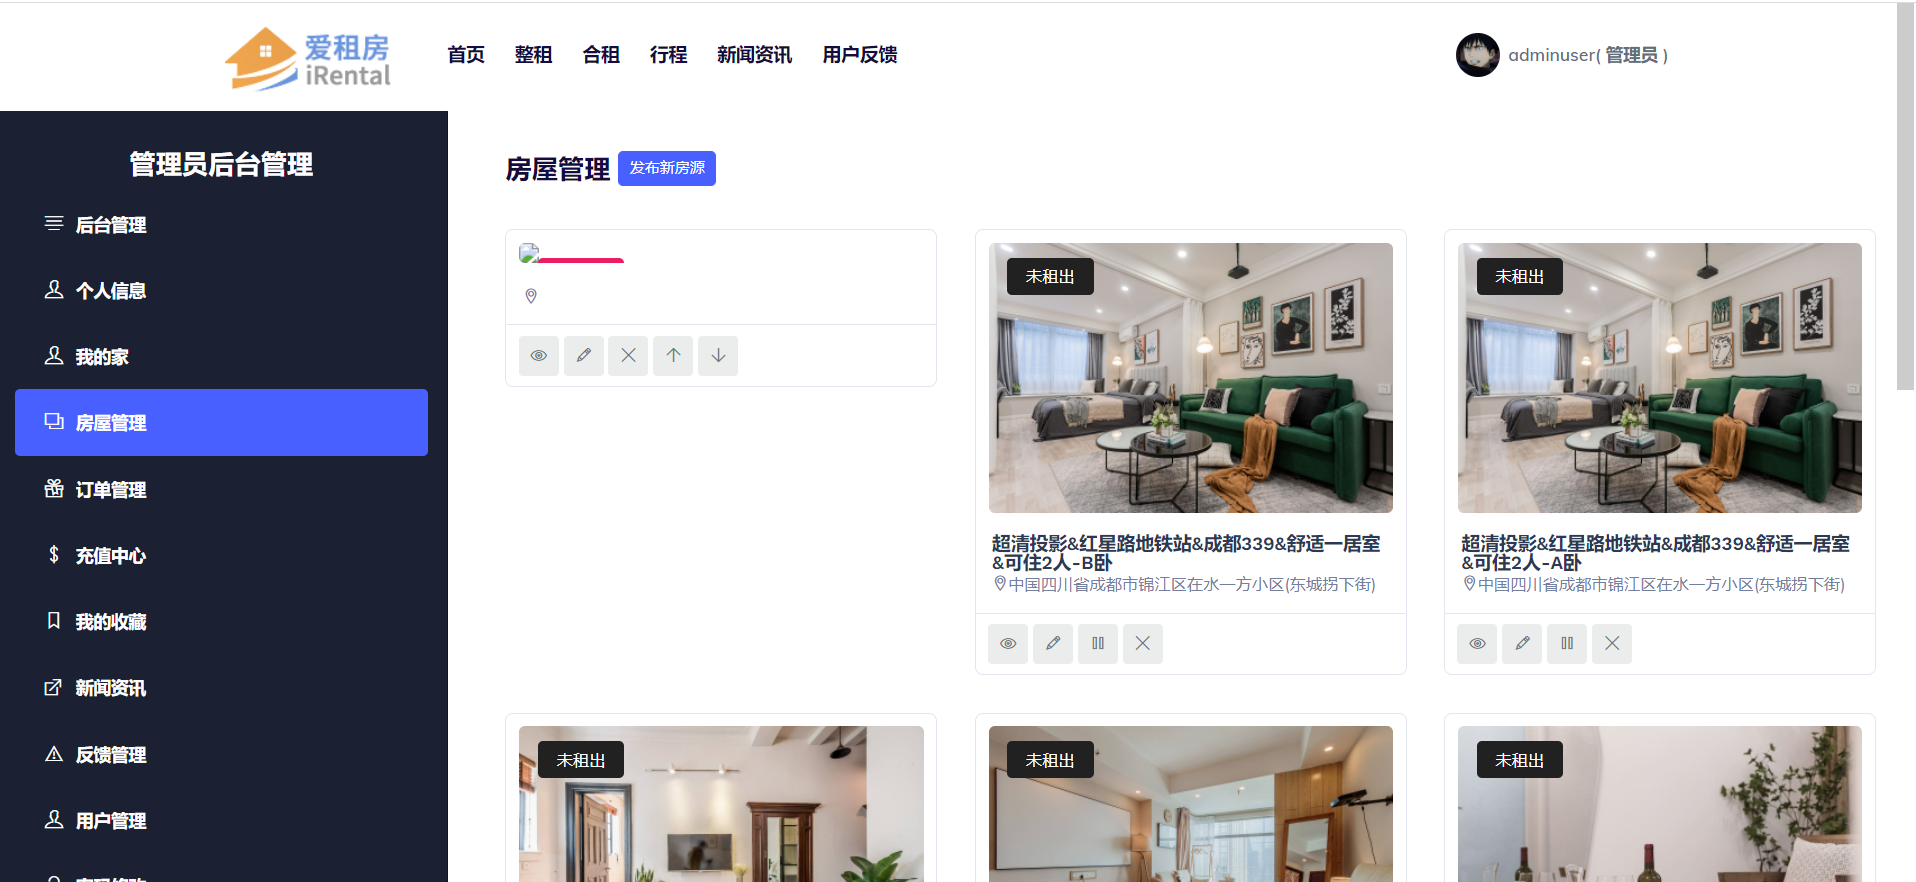 爱租房
iRental
首页 整租 合租 行程 新闻资讯 用户反馈
adminuser( 管理员 )
管理员后台管理
后台管理
个人信息
我的家
房屋管理
订单管理
充值中心
我的收藏
新闻资讯
反馈管理
用户管理
房屋管理 发布新房源
未租出
超清投影&红星路地铁站&成都339&舒适一居室
&可住2人-B卧
中国四川省成都市锦江区在水一方小区(东城拐下街)
未租出
超清投影&红星路地铁站&成都339&舒适一居室
&可住2人-A卧
中国四川省成都市锦江区在水一方小区(东城拐下街)
未租出
未租出
未租出